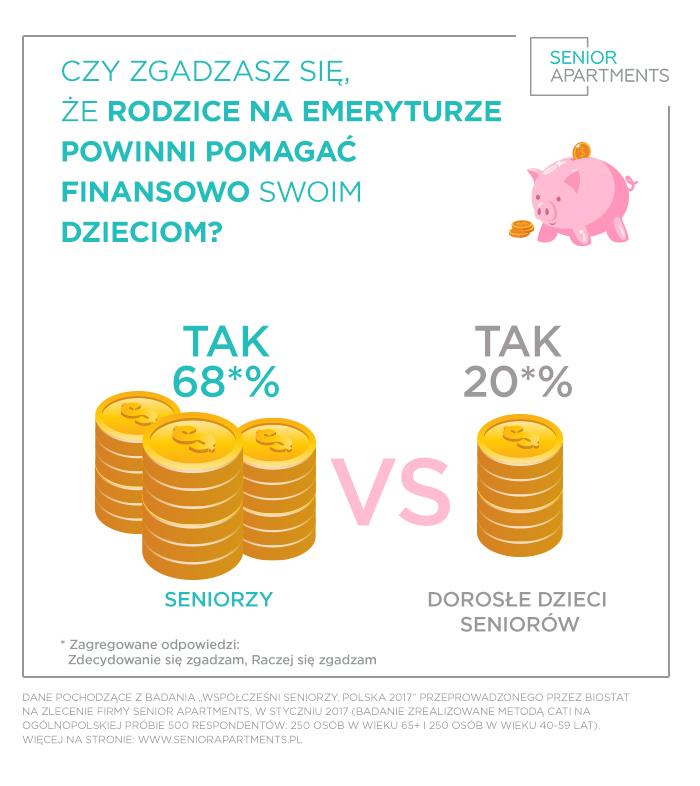 CZY ZGADZASZ SIĘ,
ŻE RODZICE NA EMERYTURZE
POWINNI POMAGAĆ
FINANSOWO SWOIM
DZIECIOM?
SENIOR
APARTMENTS
TAK
68*%
TAK
20*%
VS
SENIORZY
DOROSŁE DZIECI
SENIORÓW
* Zagregowane odpowiedzi:
Zdecydowanie się zgadzam, Raczej się zgadzam
DANE POCHODZĄCE Z BADANIA „WSPÓŁCZEŚNI SENIORZY, POLSKA 2017” PRZEPROWADZONEGO PRZEZ BIOSTAT
NA ZLECENIE FIRMY SENIOR APARTMENTS, W STYCZNIU 2017 (BADANIE ZREALIZOWANE METODĄ CATI NA
OGÓLNOPOLSKIEJ PRÓBIE 500 RESPONDENTÓW: 250 OSÓB W WIEKU 65+ I 250 OSÓB W WIEKU 40-59 LAT).
WIĘCEJ NA STRONIE: WWW.SENIORAPARTMENTS.PL